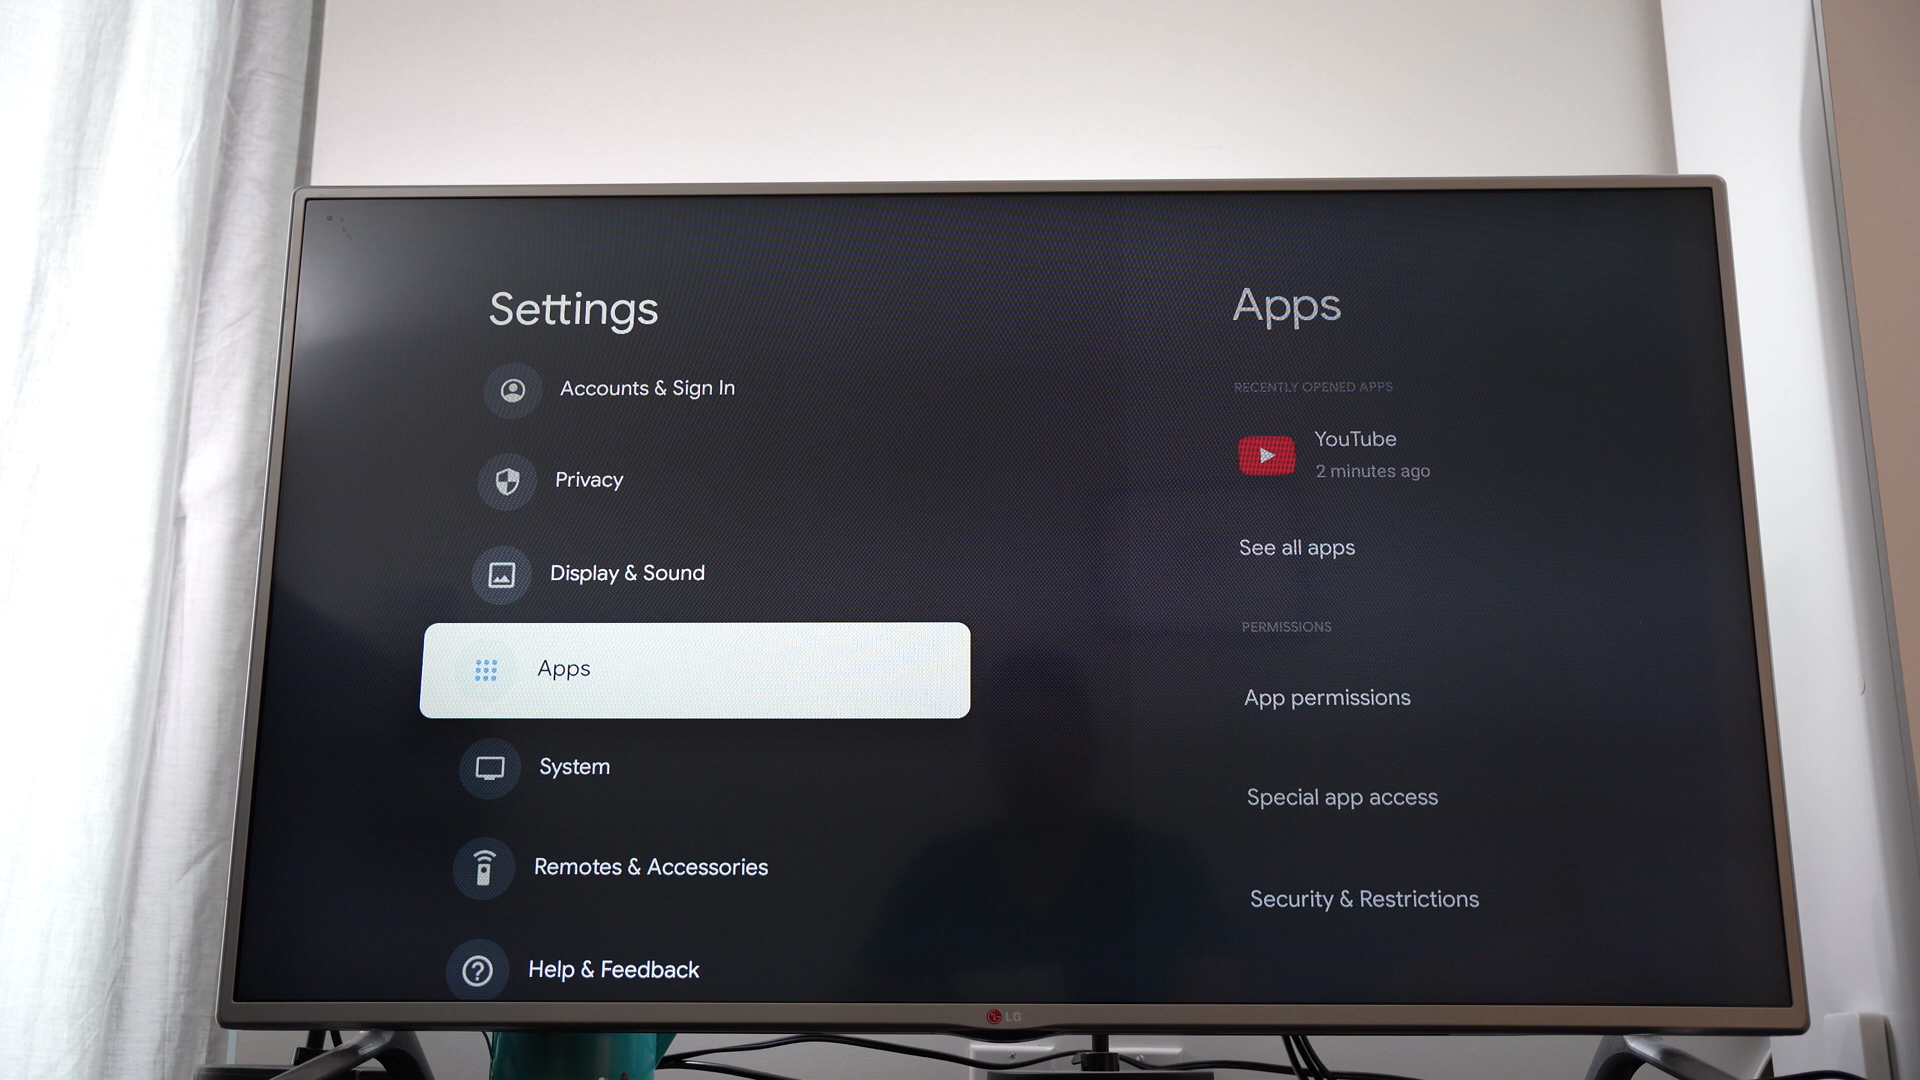 Settings
Accounts & Sign In
Privacy
Display & Sound
Apps
System
Remotes & Accessories
Help & Feedback
Apps
RECENTLY OPENED APPS
YouTube
2 minutes ago
See all apps
PERMISSIONS
App permissions
Special app access
Security & Restrictions
LG